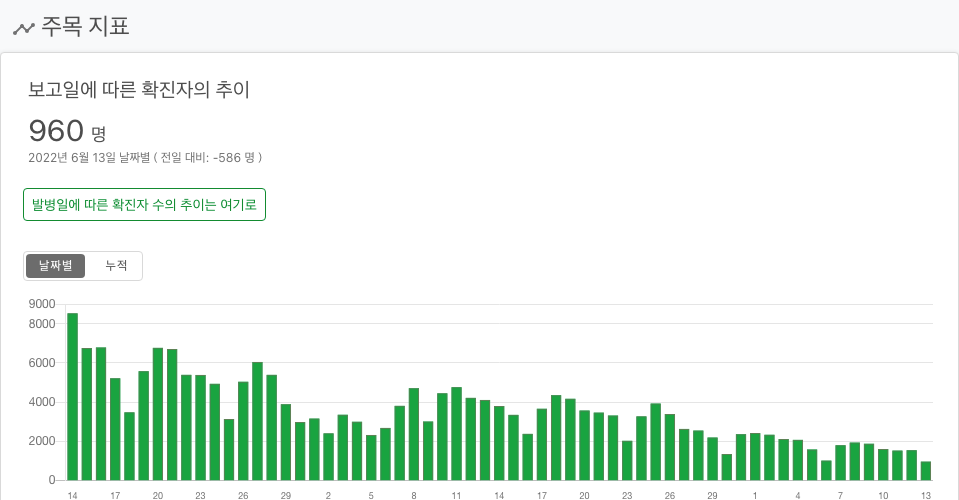 주목 지표
보고일에 따른 확진자의 추이
960 명
2022년 6월 13일 날짜별 ( 전일 대비: -586 명 )
발병일에 따른 확진자 수의 추이는 여기로
날짜별 누적
9000
8000
6000
4000
2000
0
14 17 20 23 26 29 2 5 8 11 14 17 20 23 26 29 1 4 7 10 13